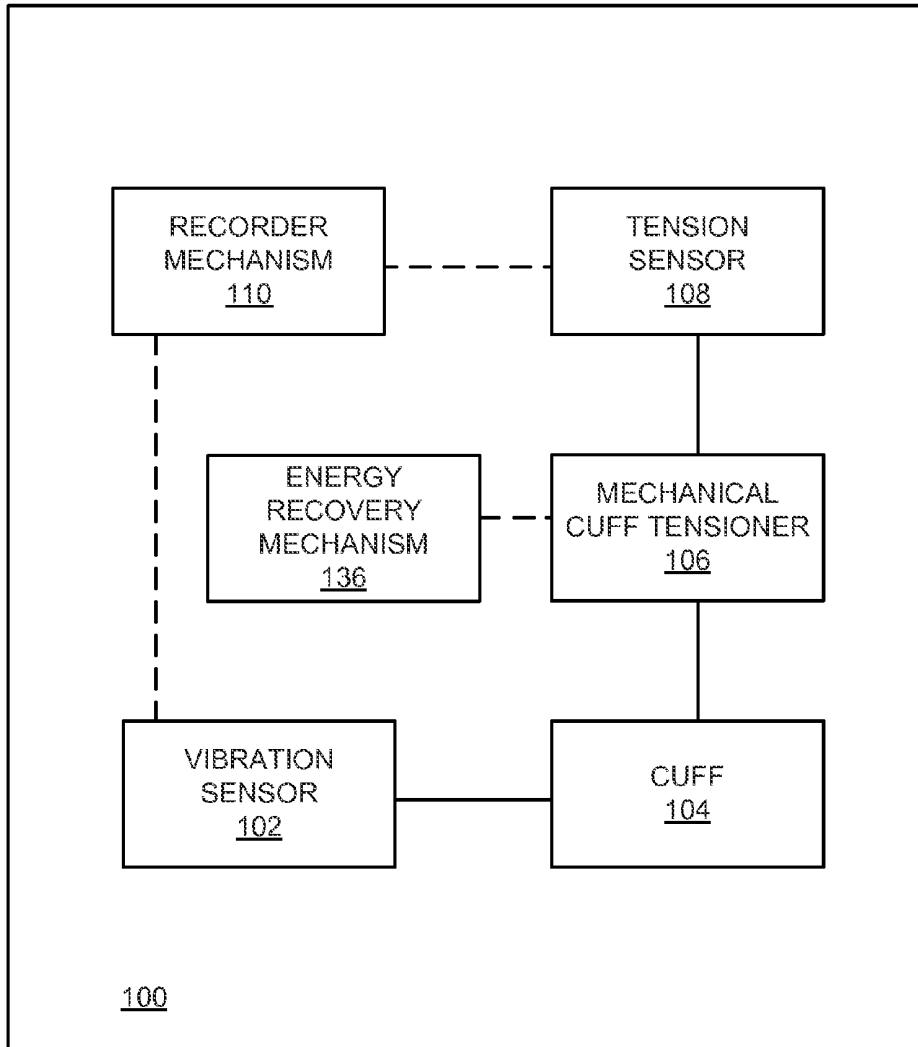 RECORDER
MECHANISM
110
TENSION
SENSOR
108
ENERGY
RECOVERY
MECHANISM
136
MECHANICAL
CUFF TENSIONER
106
VIBRATION
SENSOR
102
CUFF
104
100